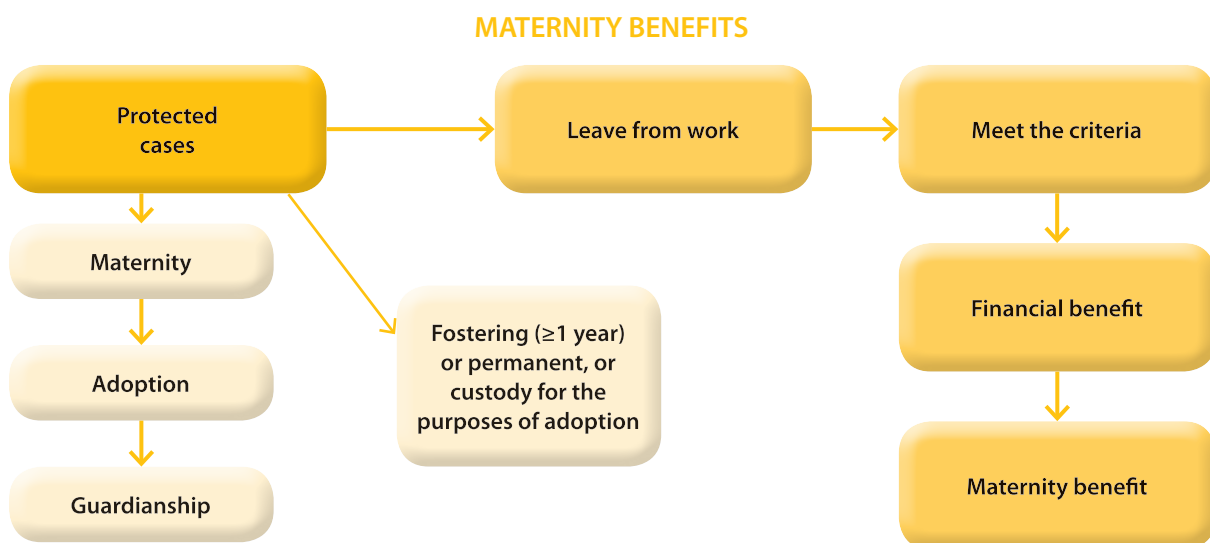 MATERNITY BENEFITS
Protected
cases
Leave from work
Meet the criteria
Maternity
Adoption
Guardianship
Fostering (≥1 year)
or permanent, or
custody for the
purposes of adoption
Financial benefit
Maternity benefit